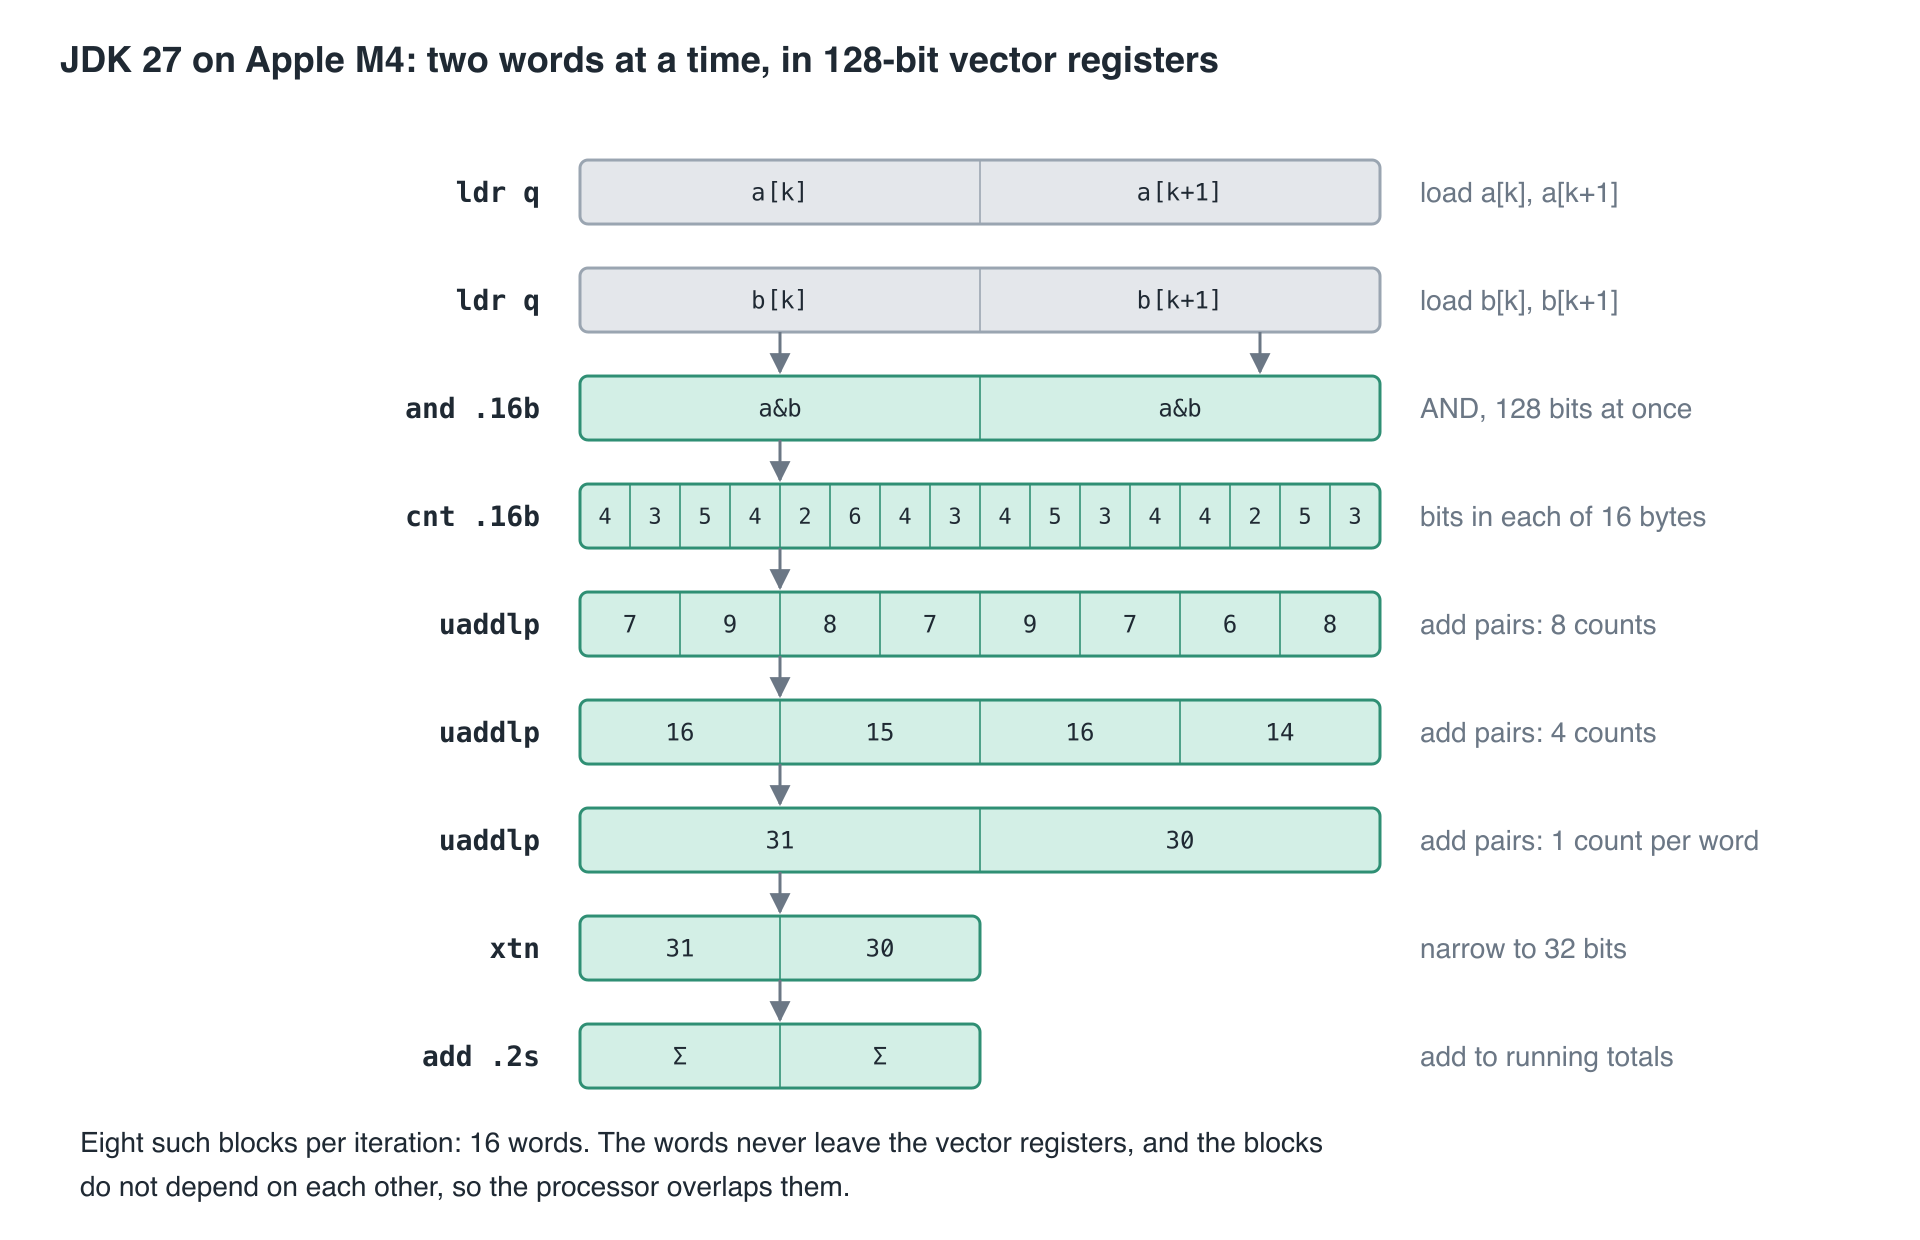 JDK 27 on Apple M4: two words at a time, in 128-bit vector registers
ldr q a[k] a[k+1] load a[k], a[k+1]
ldr q b[k] b[k+1] load b[k], b[k+1]
and .16b a&b a&b AND, 128 bits at once
cnt .16b 4 3 5 4 2 6 4 3 4 5 3 4 4 2 5 3 bits in each of 16 bytes
uaddlp 7 9 8 7 9 7 6 8 add pairs: 8 counts
uaddlp 16 15 16 14 add pairs: 4 counts
uaddlp 31 30 add pairs: 1 count per word
xtn 31 30 narrow to 32 bits
add .2s Σ Σ add to running totals
Eight such blocks per iteration: 16 words. The words never leave the vector registers, and the blocks
do not depend on each other, so the processor overlaps them.